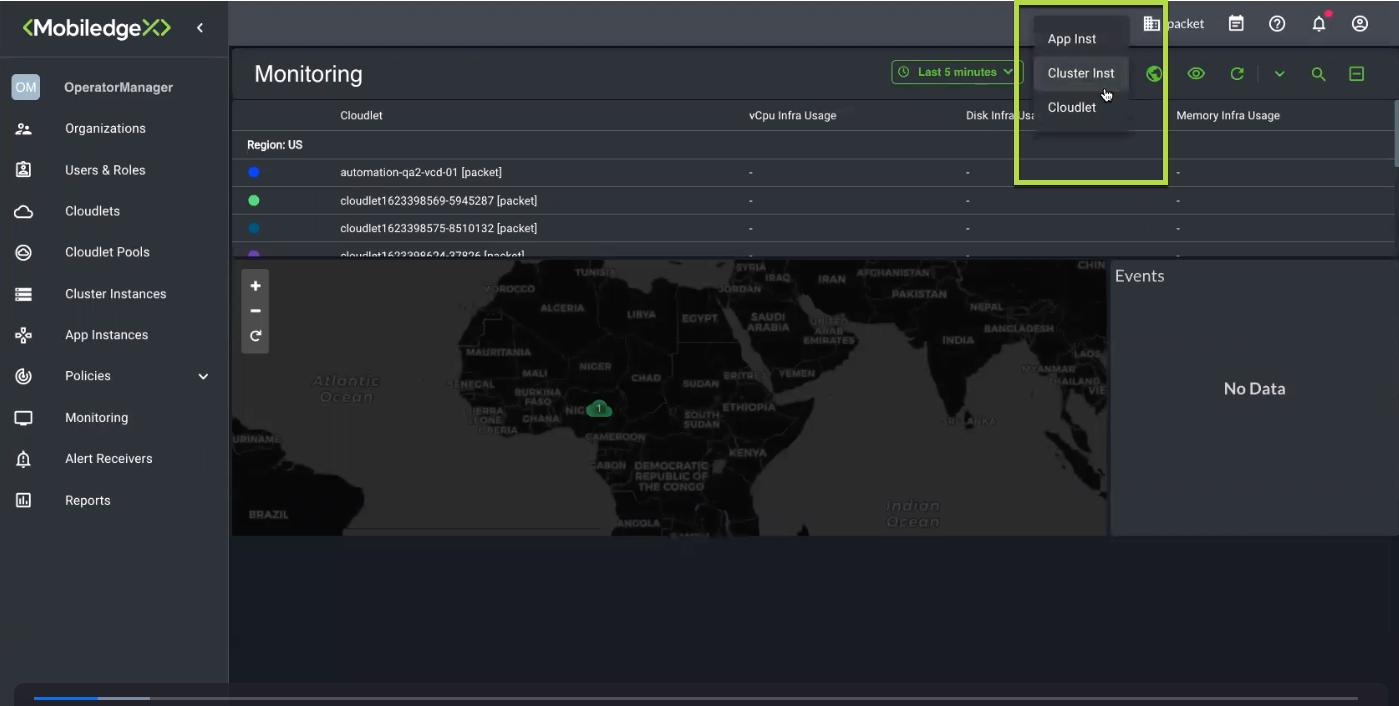 <MobiledgeX>
App Inst
packet
OM
OperatorManager
Monitoring
Last 5 minutes
Cluster Inst
Cloudlet
Cloudlet
vCpu Infra Usage
Disk Infra Usa
Memory Infra Usage
Region: US
automation-qa2-vcd-01 [packet]
-
-
-
cloudlet1623398569-5945287 [packet]
-
-
-
cloudlet1623398575-8510132 [packet]
-
-
-
cloudlet1623398624-37826 [packet]
-
-
-
Organizations
Users & Roles
Cloudlets
Cloudlet Pools
Cluster Instances
App Instances
Policies
Monitoring
Alert Receivers
Reports
+
−
TUNISIA
SYRIA
IRAQ
IRAN
AFGHANISTAN
CHIN
MOROCCO
JORDAN
PAKISTAN
ALGERIA
LIBYA
EGYPT
SAUDI
ARABIA
NEPAL
UNITED
ARAB
EMIRATES
BANGLADESH
INDIA
MAURITANIA
LAOS
MALI
NIGER
CHAD
SUDAN
ERITRE
YEMEN
MYANMAR
THAILAND
VIE
Atlantic
Ocean
SENEGAL
BURKINA
FASO
NIG
1
SIERRA
LEONE
GHANA
SOUTH
SUDAN
ETHIOPIA
SRI LANKA
LIBERIA
CAMEROON
URINAME
KENYA
GABON
DEMOCRATIC
REPUBLIC OF
THE CONGO
BRAZIL
ANGOLA
Indian
Ocean
Events
No Data